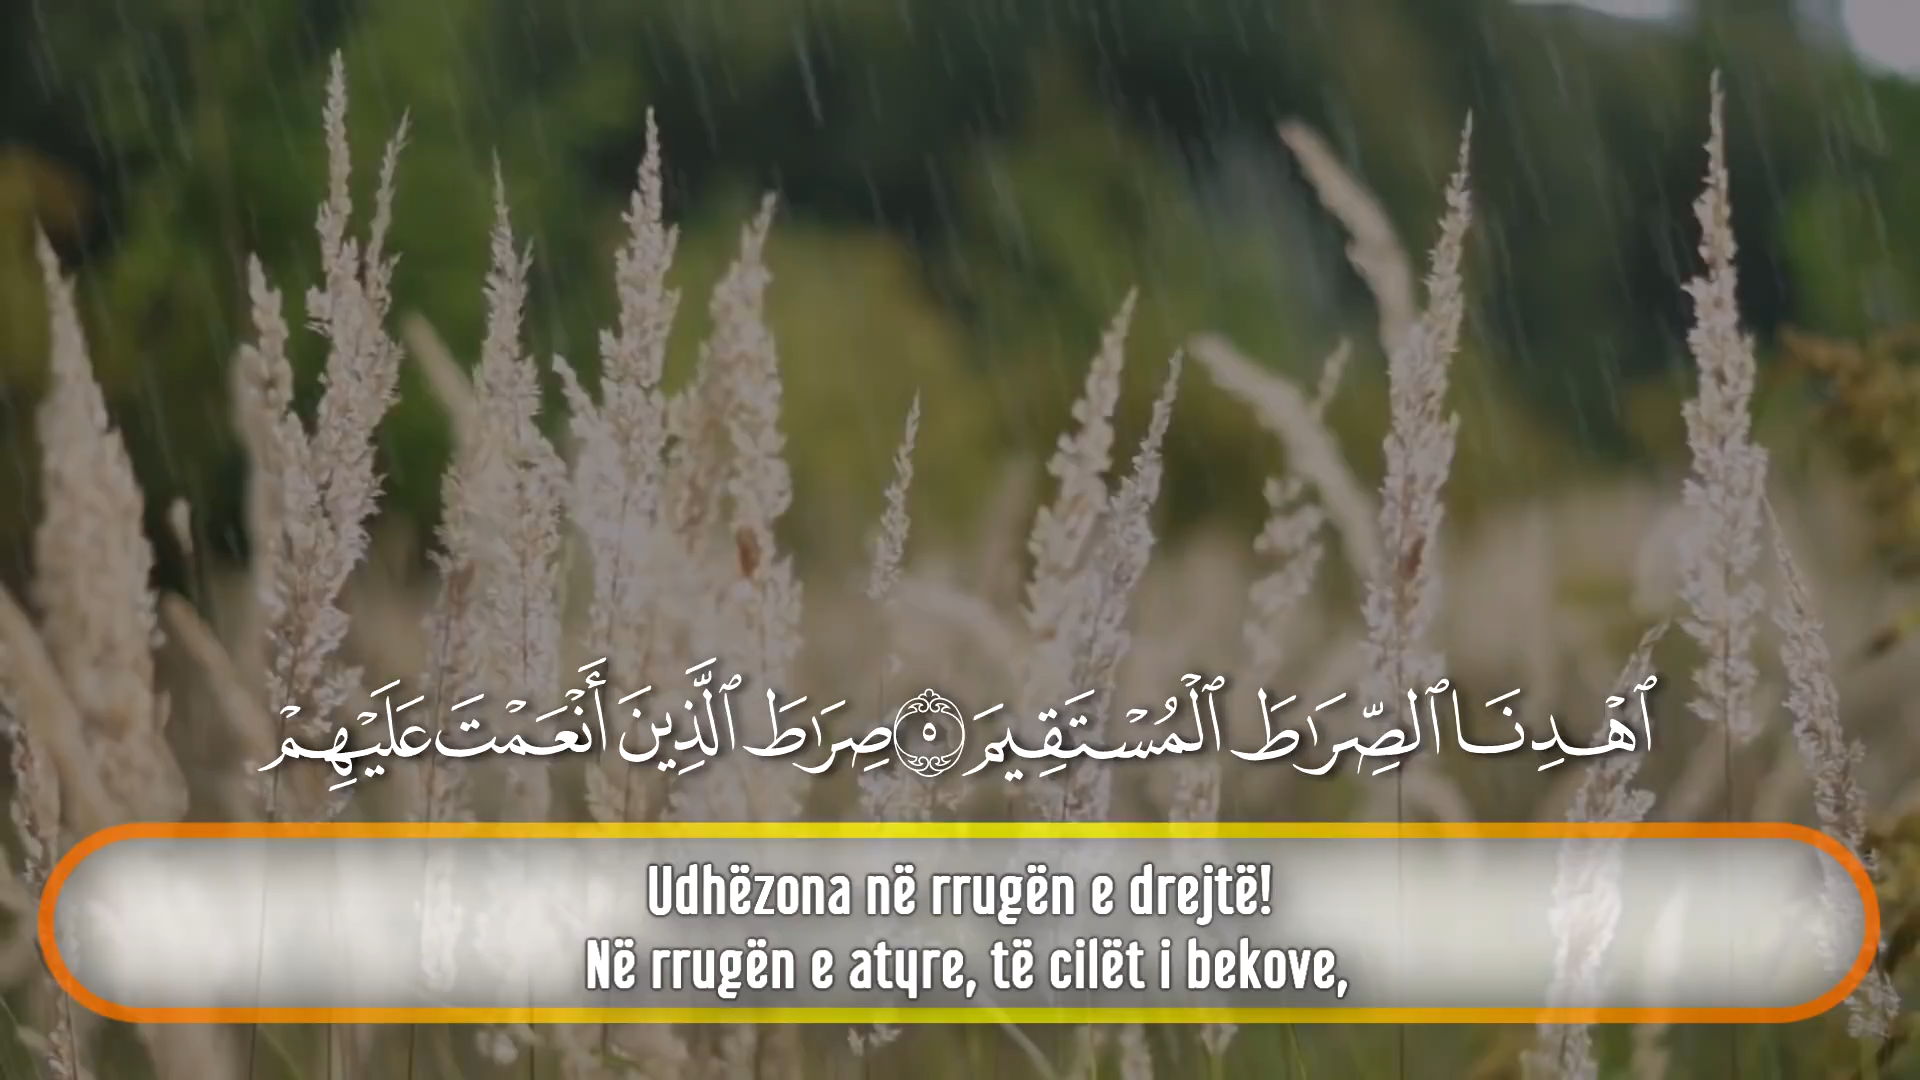 ٱهْدِنَا ٱلصِّرَٰطَ ٱلْمُسْتَقِيمَ ٥ صِرَٰطَ ٱلَّذِينَ أَنْعَمْتَ عَلَيْهِمْ
Udhëzona në rrugën e drejtë!
Në rrugën e atyre, të cilët i bekove,